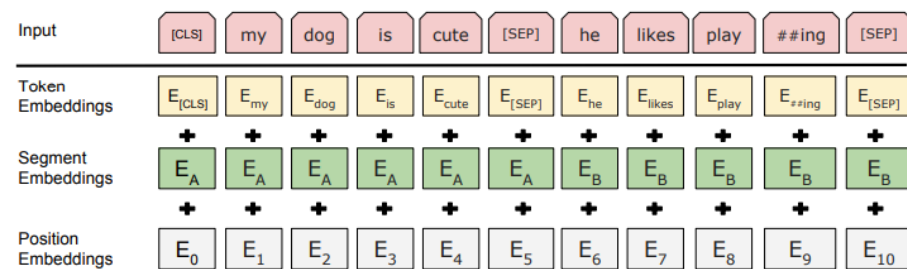 Input [CLS] my dog is cute [SEP] he likes play ##ing [SEP]
Token Embeddings E[CLS] Emy Edog Eis Ecute E[SEP] Ehe Elikes Eplay E##ing E[SEP]
+ + + + + + + + + + +
Segment Embeddings EA EA EA EA EA EA EB EB EB EB EB
+ + + + + + + + + + +
Position Embeddings E0 E1 E2 E3 E4 E5 E6 E7 E8 E9 E10